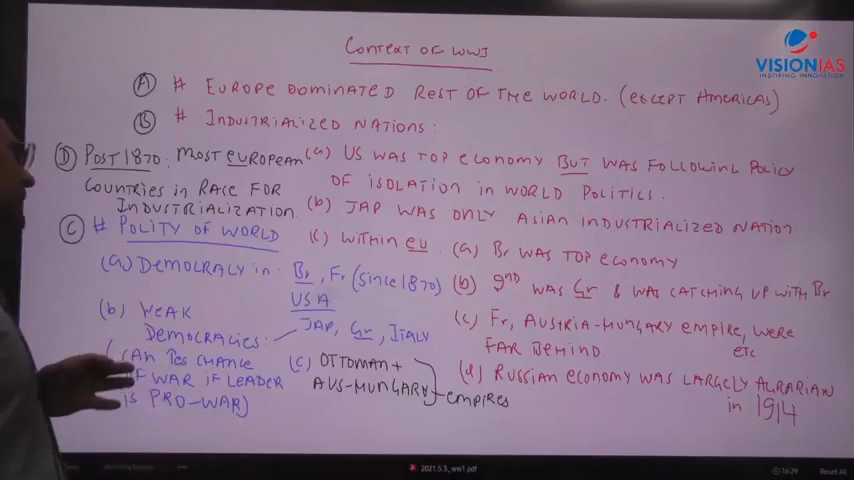 CONTEXT OF WWI
VISIONIAS
INSPIRING INNOVATION
(A) # EUROPE DOMINATED REST OF THE WORLD. (EXCEPT AMERICAS)
(B) # INDUSTRIALIZED NATIONS:
(a) US WAS TOP ECONOMY BUT WAS FOLLOWING POLICY
OF ISOLATION IN WORLD POLITICS.
(b) JAP WAS ONLY ASIAN INDUSTRIALIZED NATION.
(c) WITHIN EU (a) Br WAS TOP ECONOMY
(b) 2nd WAS Gr & WAS CATCHING UP WITH Br
(c) Fr, AUSTRIA-HUNGARY EMPIRE, WERE
FAR BEHIND etc
(d) RUSSIAN ECONOMY WAS LARGELY AGRARIAN
in 1914
(D) POST 1870: MOST EUROPEAN
COUNTRIES in RACE FOR
INDUSTRIALIZATION
(C) # POLITY OF WORLD
(a) DEMOCRACY in: Br, Fr (since 1870)
USA
(b) WEAK
DEMOCRACIES: JAP, Gr, ITALY
CHANCE
OF WAR IF LEADER
is PRO-WAR)
(c) OTTOMAN +
AUS-HUNGARY EMPIRES
2021.5.3_ww1.pdf
16:29
Reset All